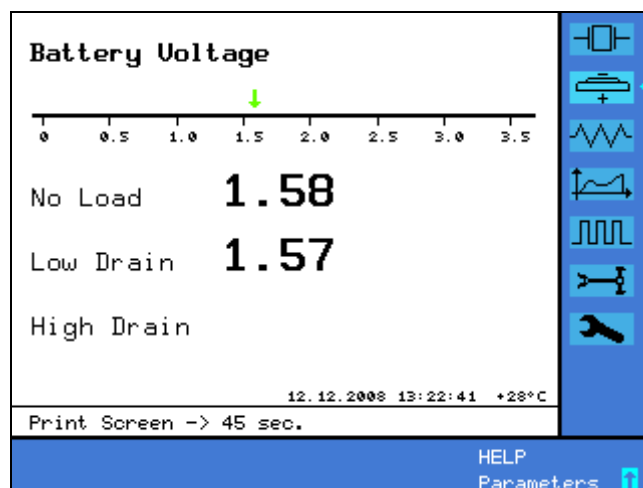 Battery Voltage
0 0.5 1.0 1.5 2.0 2.5 3.0 3.5
No Load 1.58
Low Drain 1.57
High Drain
12.12.2008 13:22:41 +28°C
Print Screen -> 45 sec.
HELP
Parameters